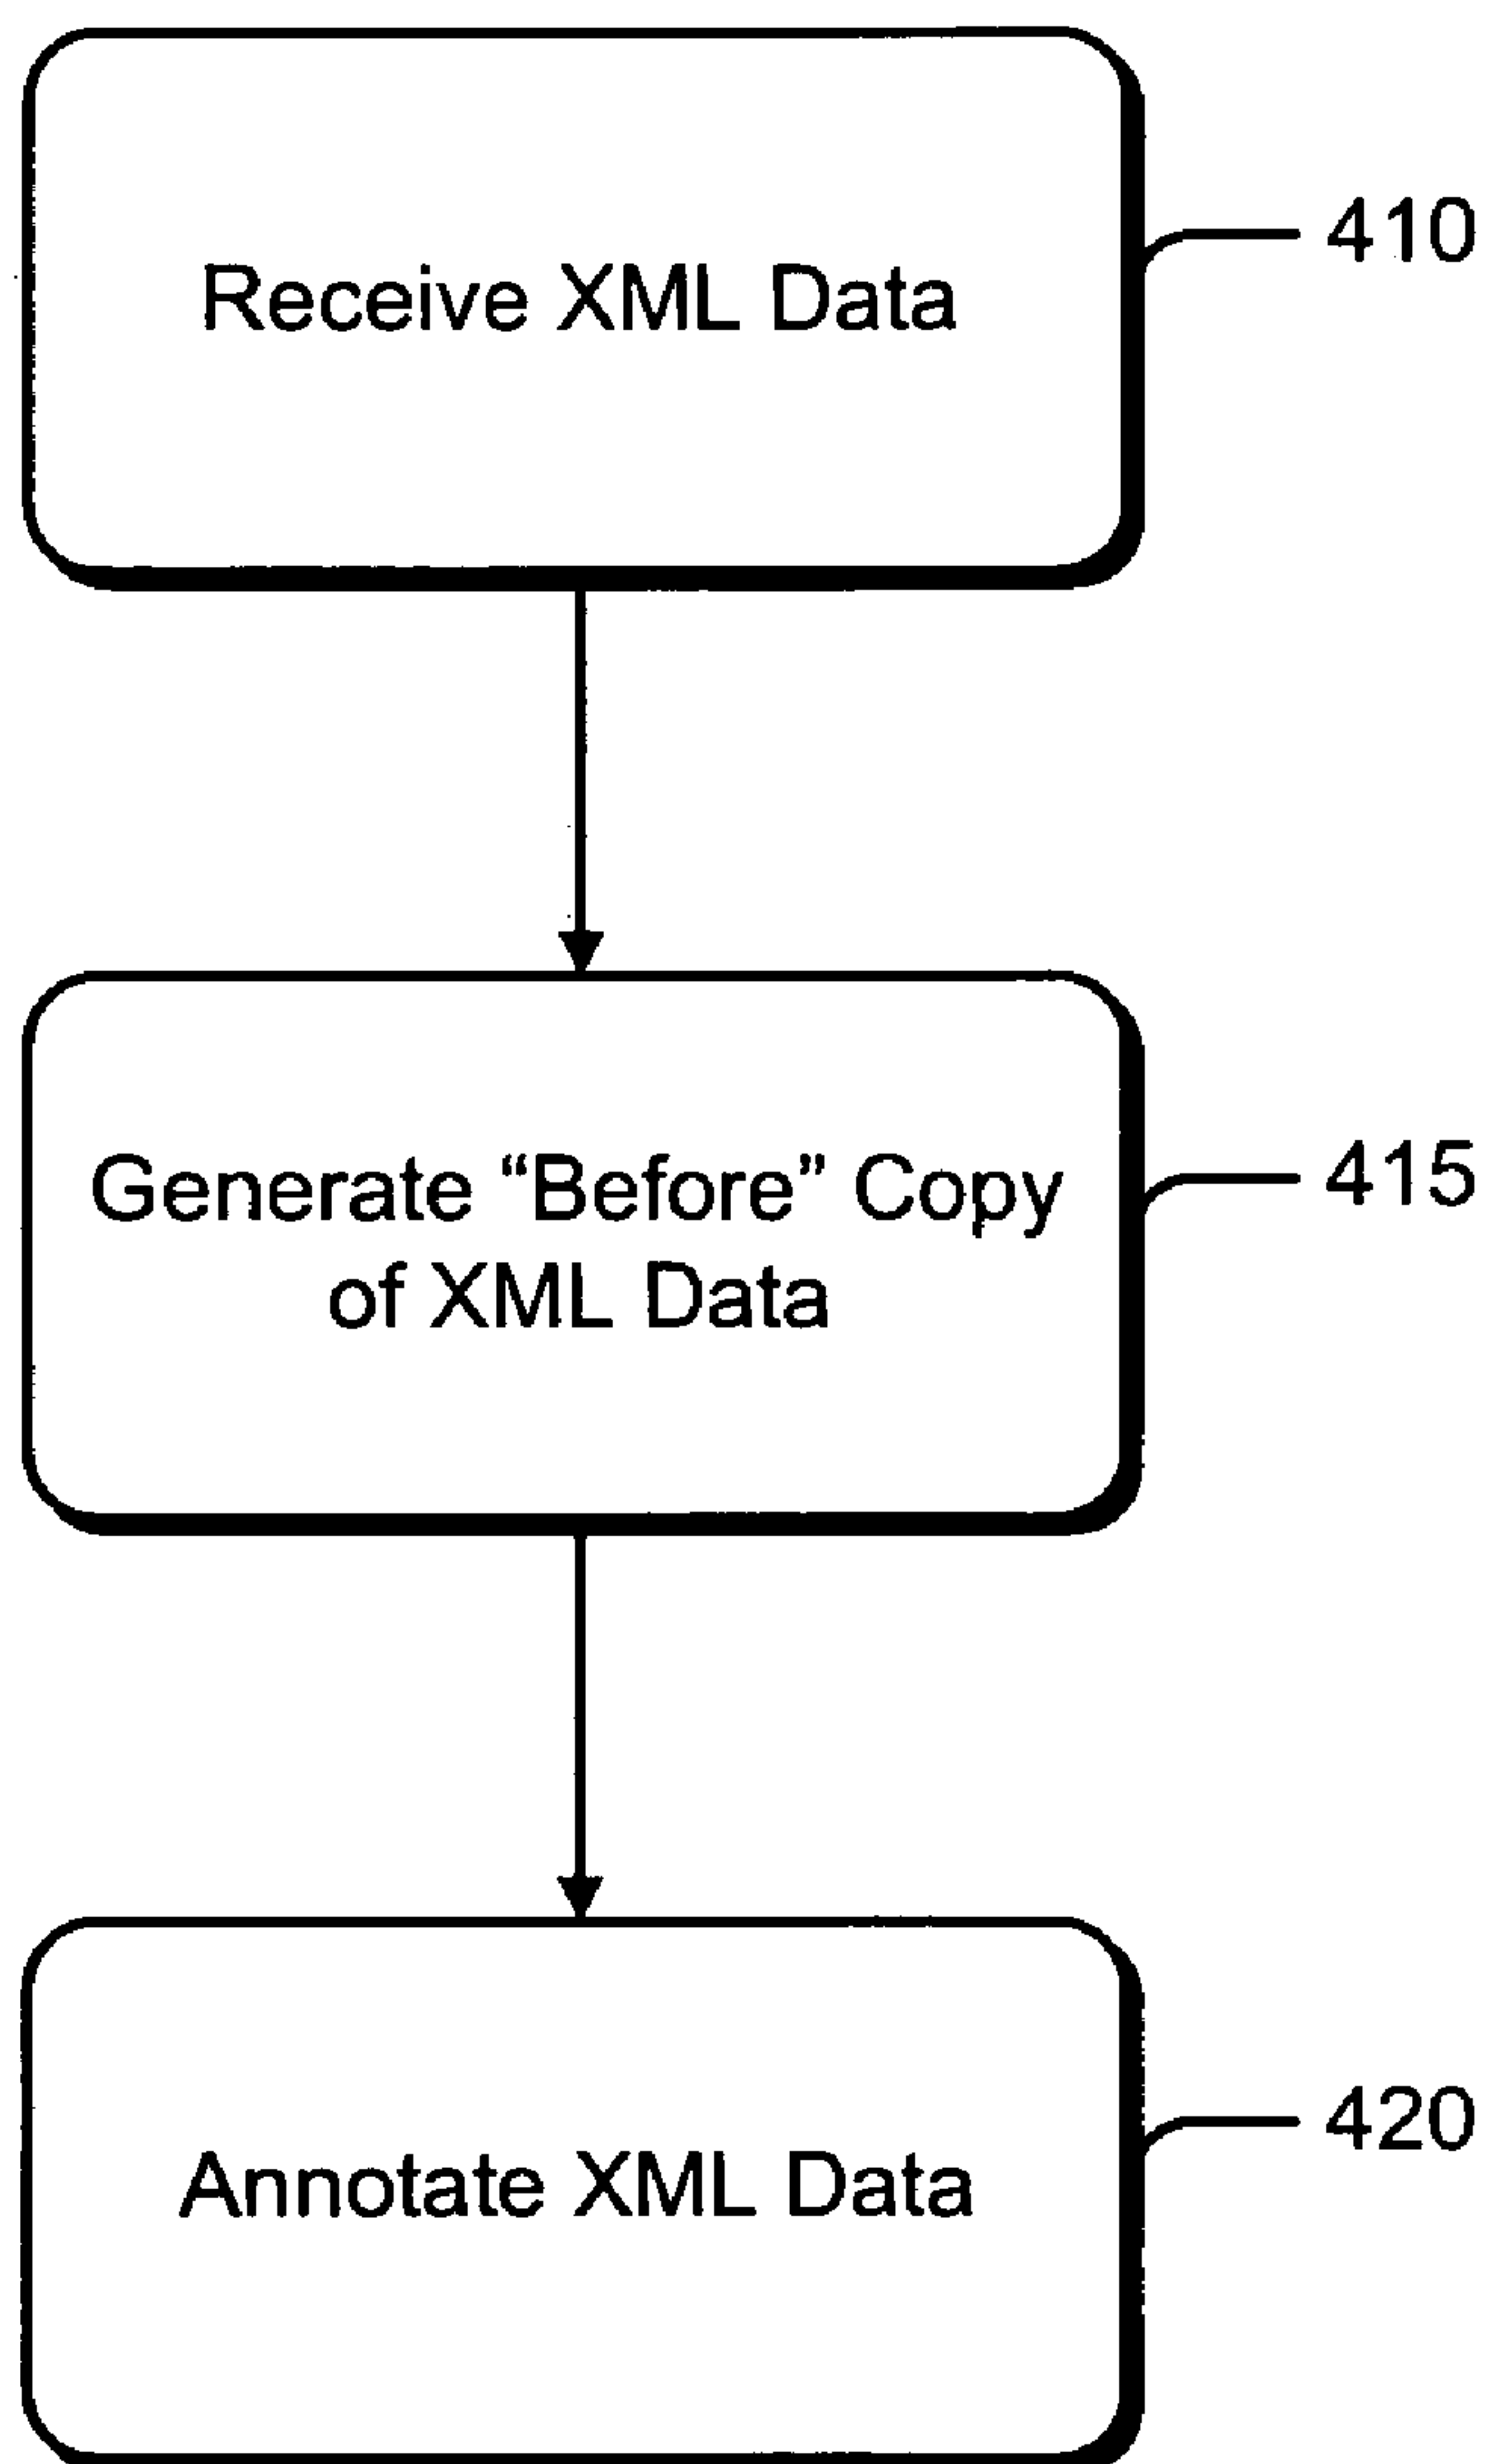 Receive XML Data
410
Generate “Before” Copy
of XML Data
415
Annotate XML Data
420